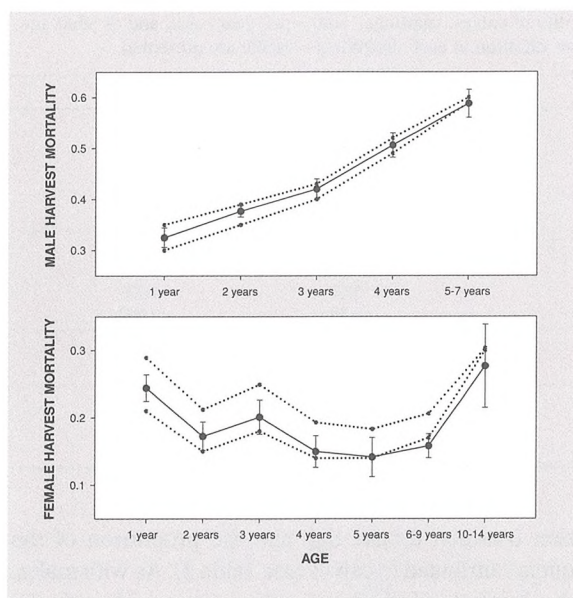 MALE HARVEST MORTALITY
0.6
0.5
0.4
0.3
1 year 2 years 3 years 4 years 5-7 years
FEMALE HARVEST MORTALITY
0.3
0.2
0.1
1 year 2 years 3 years 4 years 5 years 6-9 years 10-14 years
AGE